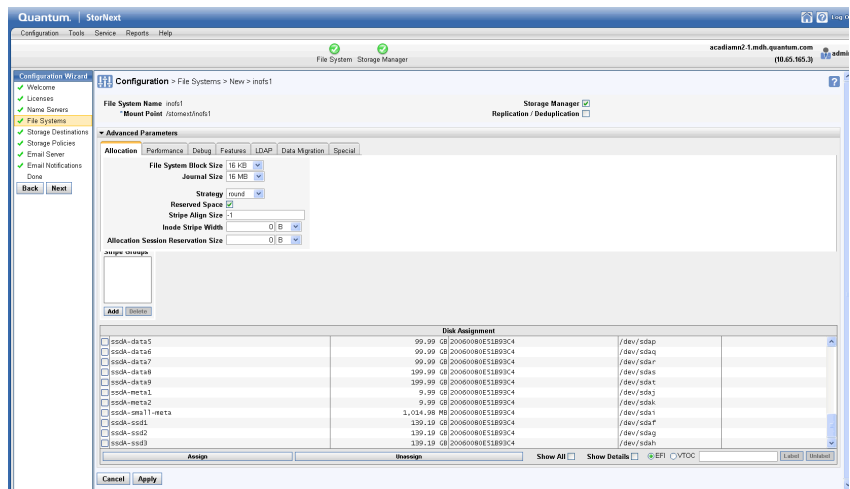 Quantum. | StorNext
Log O
Configuration Tools Service Reports Help
File System Storage Manager
acadiamn2-1.mdh.quantum.com
(10.65.165.3)
admin
Configuration Wizard
Welcome
Licenses
Name Servers
File Systems
Storage Destinations
Storage Policies
Email Server
Email Notifications
Done
Back Next
Configuration > File Systems > New > inofs1
File System Name inofs1
*Mount Point /stornext/inofs1
Storage Manager
Replication / Deduplication
Advanced Parameters
Allocation Performance Debug Features LDAP Data Migration Special
File System Block Size 16 KB
Journal Size 16 MB
Strategy round
Reserved Space
Stripe Align Size -1
Inode Stripe Width 0 B
Allocation Session Reservation Size 0 B
Stripe Groups
Add Delete
Disk Assignment
ssdA-data5 99.99 GB 20060080E51B93C4 /dev/sdap
ssdA-data6 99.99 GB 20060080E51B93C4 /dev/sdaq
ssdA-data7 99.99 GB 20060080E51B93C4 /dev/sdar
ssdA-data8 199.99 GB 20060080E51B93C4 /dev/sdas
ssdA-data9 199.99 GB 20060080E51B93C4 /dev/sdat
ssdA-meta1 9.99 GB 20060080E51B93C4 /dev/sdaj
ssdA-meta2 9.99 GB 20060080E51B93C4 /dev/sdak
ssdA-small-meta 1,014.98 MB 20060080E51B93C4 /dev/sdai
ssdA-ssd1 139.19 GB 20060080E51B93C4 /dev/sdaf
ssdA-ssd2 139.19 GB 20060080E51B93C4 /dev/sdag
ssdA-ssd3 139.19 GB 20060080E51B93C4 /dev/sdah
Assign Unassign Show All Show Details EFI VTOC Label Unlabel
Cancel Apply